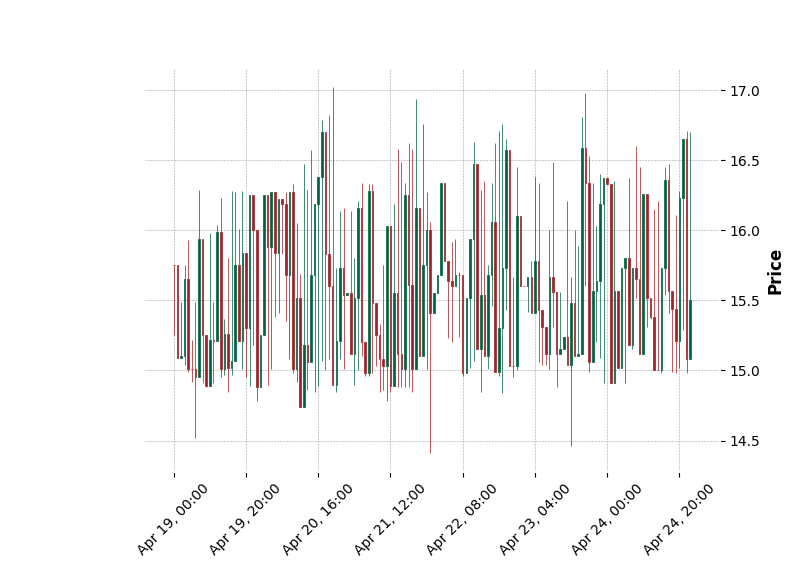 17.0
16.5
16.0
15.5
15.0
14.5
Price
Apr 19, 00:00
Apr 19, 20:00
Apr 20, 16:00
Apr 21, 12:00
Apr 22, 08:00
Apr 23, 04:00
Apr 24, 00:00
Apr 24, 20:00